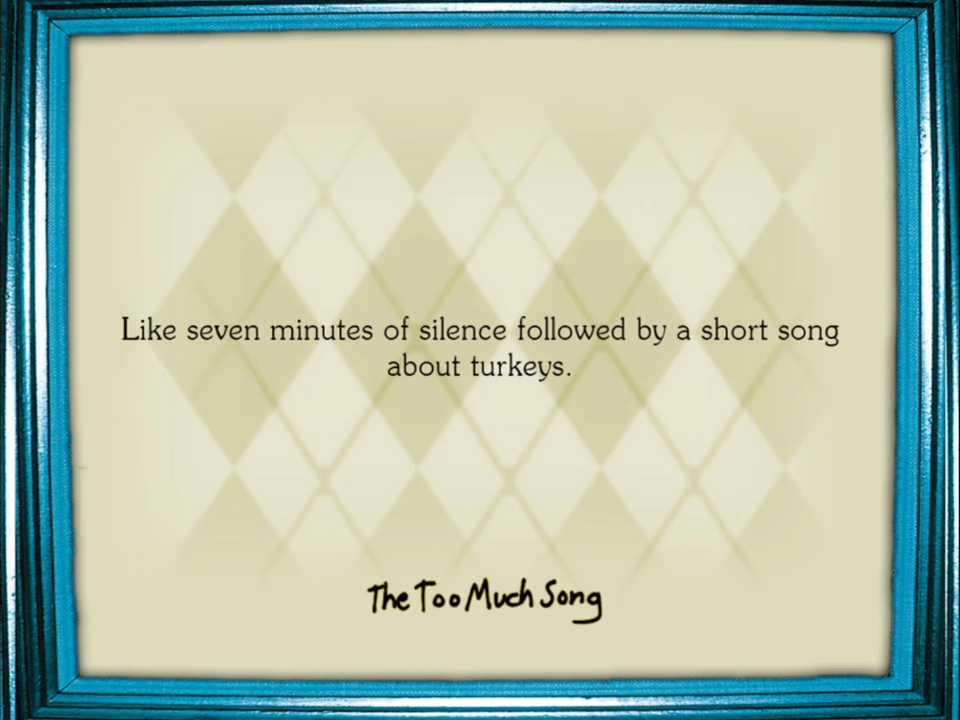 Like seven minutes of silence followed by a short song
about turkeys.
The Too Much Song